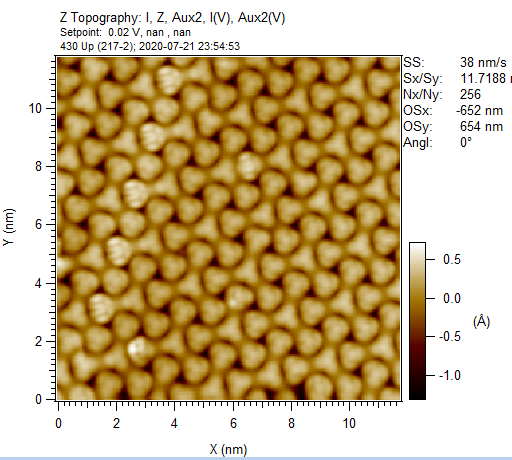 Z Topography: I, Z, Aux2, I(V), Aux2(V)
Setpoint: 0.02 V, nan , nan
430 Up (217-2); 2020-07-21 23:54:53
SS: 38 nm/s
Sx/Sy: 11.7188
Nx/Ny: 256
OSx: -652 nm
OSy: 654 nm
Angl: 0°
10
8
6
4
2
0
Y (nm)
0 2 4 6 8 10
X (nm)
0.5
0.0
-0.5
-1.0
(Å)